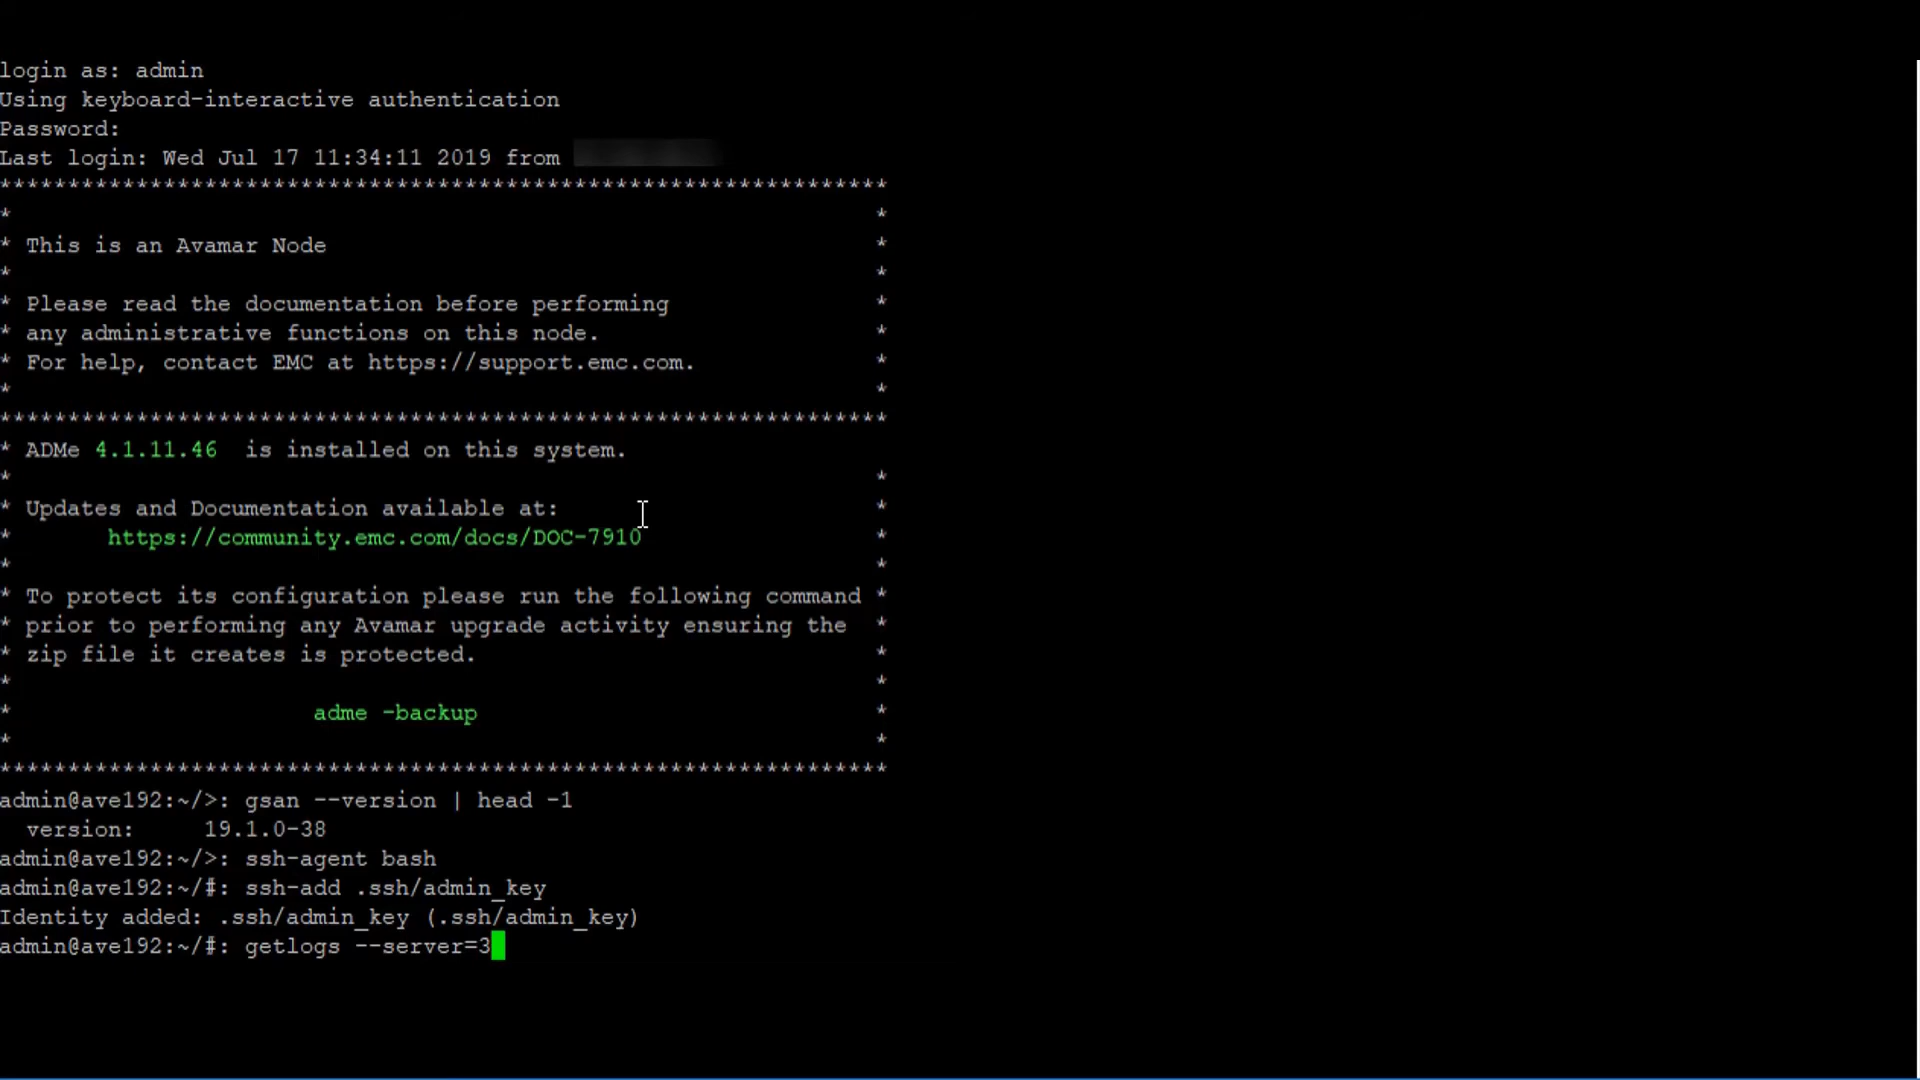 login as: admin
Using keyboard-interactive authentication
Password:
Last login: Wed Jul 17 11:34:11 2019 from
*****************************************************************
*                                                               *
* This is an Avamar Node                                        *
*                                                               *
* Please read the documentation before performing               *
* any administrative functions on this node.                    *
* For help, contact EMC at https://support.emc.com.             *
*                                                               *
*****************************************************************
* ADMe 4.1.11.46  is installed on this system.
*                                                               *
* Updates and Documentation available at:                       *
*       https://community.emc.com/docs/DOC-7910                 *
*                                                               *
* To protect its configuration please run the following command *
* prior to performing any Avamar upgrade activity ensuring the  *
* zip file it creates is protected.                             *
*                                                               *
*                      adme -backup                             *
*                                                               *
*****************************************************************
admin@ave192:~/>: gsan --version | head -1
  version:     19.1.0-38
admin@ave192:~/>: ssh-agent bash
admin@ave192:~/#: ssh-add .ssh/admin_key
Identity added: .ssh/admin_key (.ssh/admin_key)
admin@ave192:~/#: getlogs --server=3